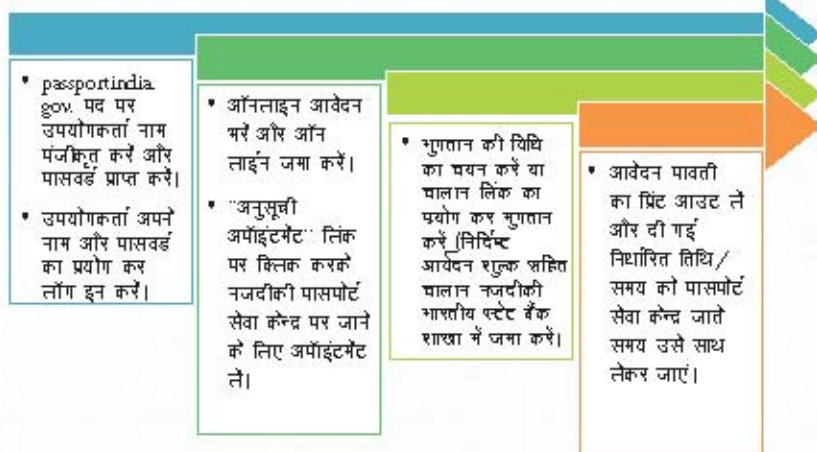 • passportindia
gov. पद पर
उपयोगकर्ता नाम
पंजीकृत करें और
पासवर्ड प्राप्त करें।
• उपयोगकर्ता अपने
नाम और पासवर्ड
का प्रयोग कर
लॉग इन करें।
• ऑनलाइन आवेदन
भरें और ऑन
लाईन जमा करें।
• "अनुसूची
अपॅाइंटमेंट" लिंक
पर क्लिक करके
नजदीकी पासपोर्ट
सेवा केन्द्र पर जाने
के लिए अपॅाइंटमेंट
लें।
• भुगतान की विधि
का चयन करें या
चालान लिंक का
प्रयोग कर भुगतान
करें (निर्दिष्ट
आवेदन शुल्क सहित
चालान नजदीकी
भारतीय स्टेट बैंक
शाखा में जमा करें।
• आवेदन पावती
का प्रिंट आउट लें
और दी गई
निर्धारित तिथि/
समय को पासपोर्ट
सेवा केन्द्र जाते
समय उसे साथ
लेकर जाएं।